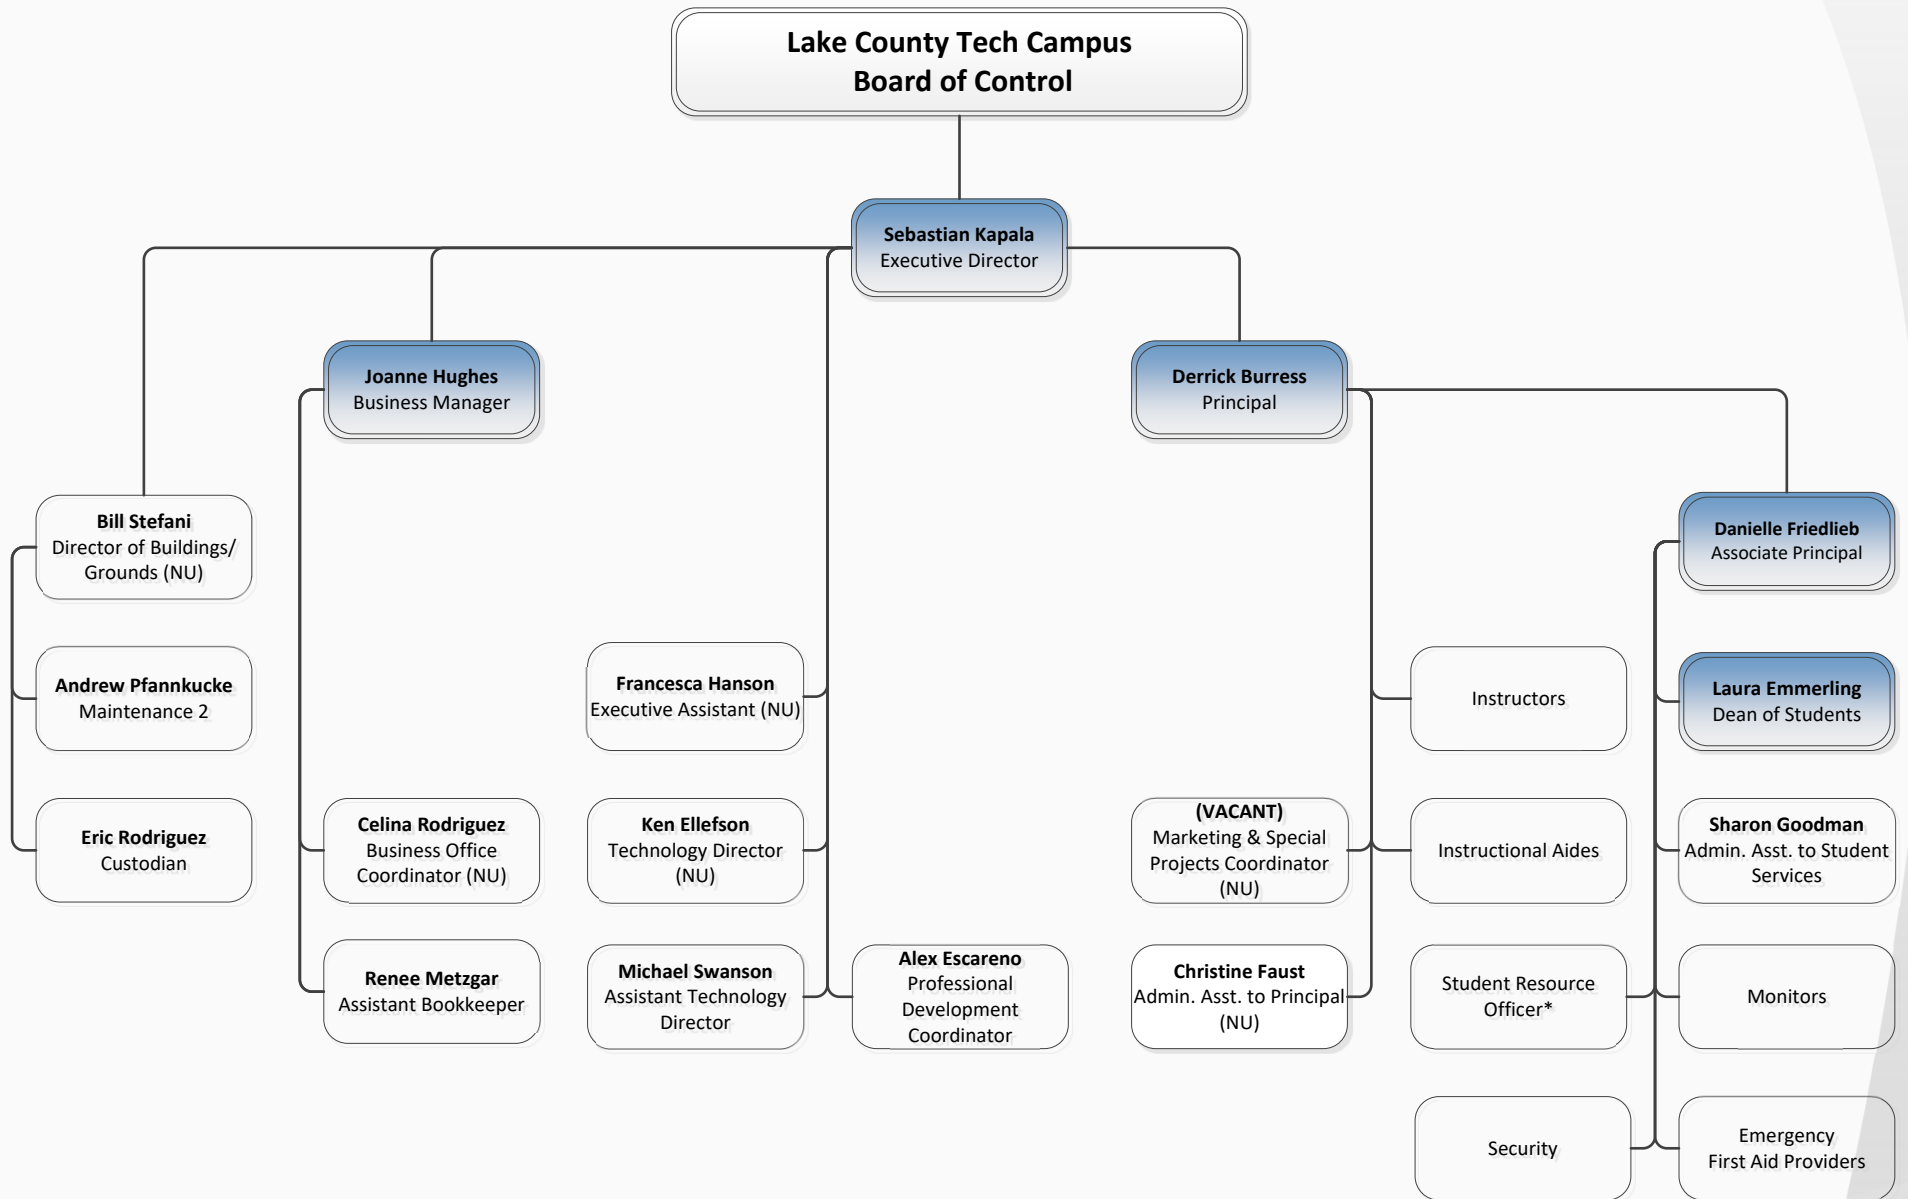 Lake County Tech Campus
Board of Control
Sebastian Kapala
Executive Director
Joanne Hughes
Business Manager
Derrick Burress
Principal
Bill Stefani
Director of Buildings/
Grounds (NU)
Danielle Friedlieb
Associate Principal
Andrew Pfannkucke
Maintenance 2
Francesca Hanson
Executive Assistant (NU)
Instructors
Laura Emmerling
Dean of Students
Eric Rodriguez
Custodian
Celina Rodriguez
Business Office
Coordinator (NU)
Ken Ellefson
Technology Director
(NU)
(VACANT)
Marketing & Special
Projects Coordinator
(NU)
Instructional Aides
Sharon Goodman
Admin. Asst. to Student
Services
Renee Metzgar
Assistant Bookkeeper
Michael Swanson
Assistant Technology
Director
Alex Escareno
Professional
Development
Coordinator
Christine Faust
Admin. Asst. to Principal
(NU)
Student Resource
Officer*
Monitors
Security
Emergency
First Aid Providers